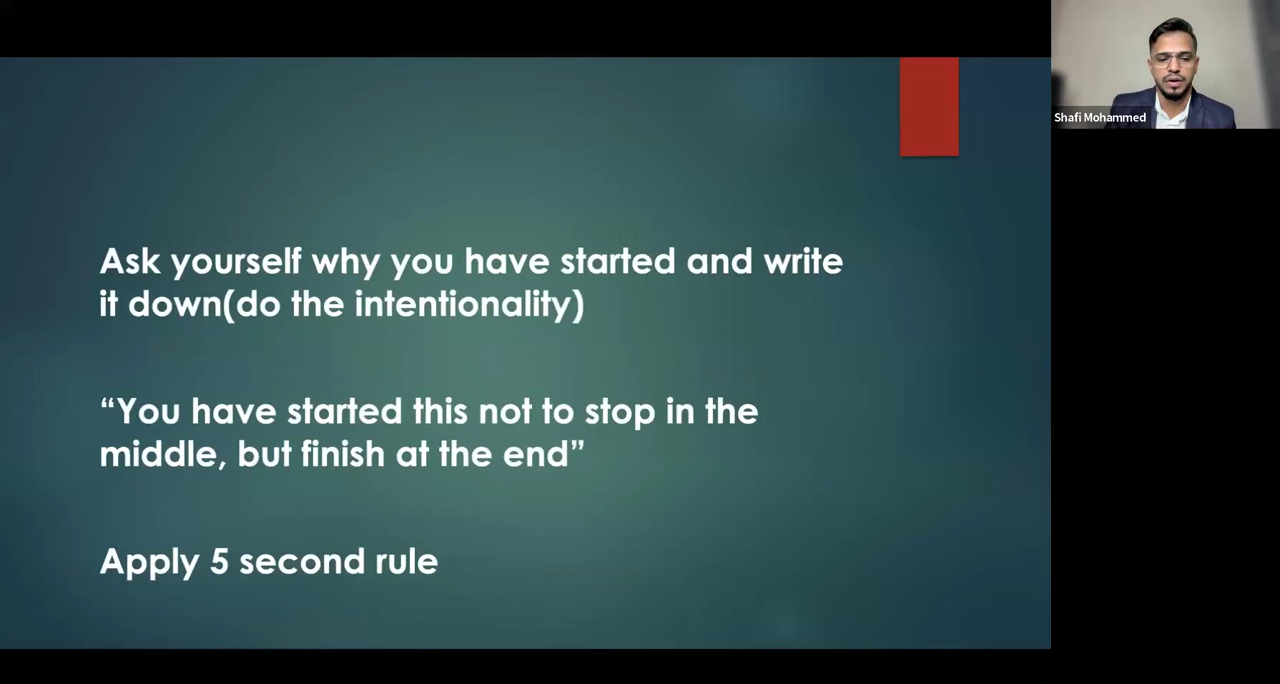 Shafi Mohammed
Ask yourself why you have started and write
it down(do the intentionality)
“You have started this not to stop in the
middle, but finish at the end”
Apply 5 second rule